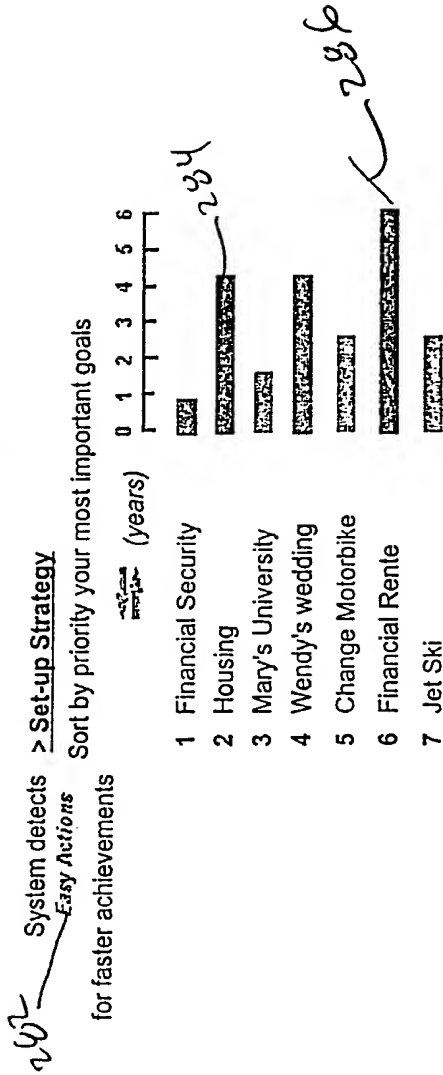 282
System detects
Easy Actions
for faster achievements
> Set-up Strategy
Sort by priority your most important goals
(years)
0 1 2 3 4 5 6
1 Financial Security
2 Housing
3 Mary's University
4 Wendy's wedding
5 Change Motorbike
6 Financial Rente
7 Jet Ski
284
286